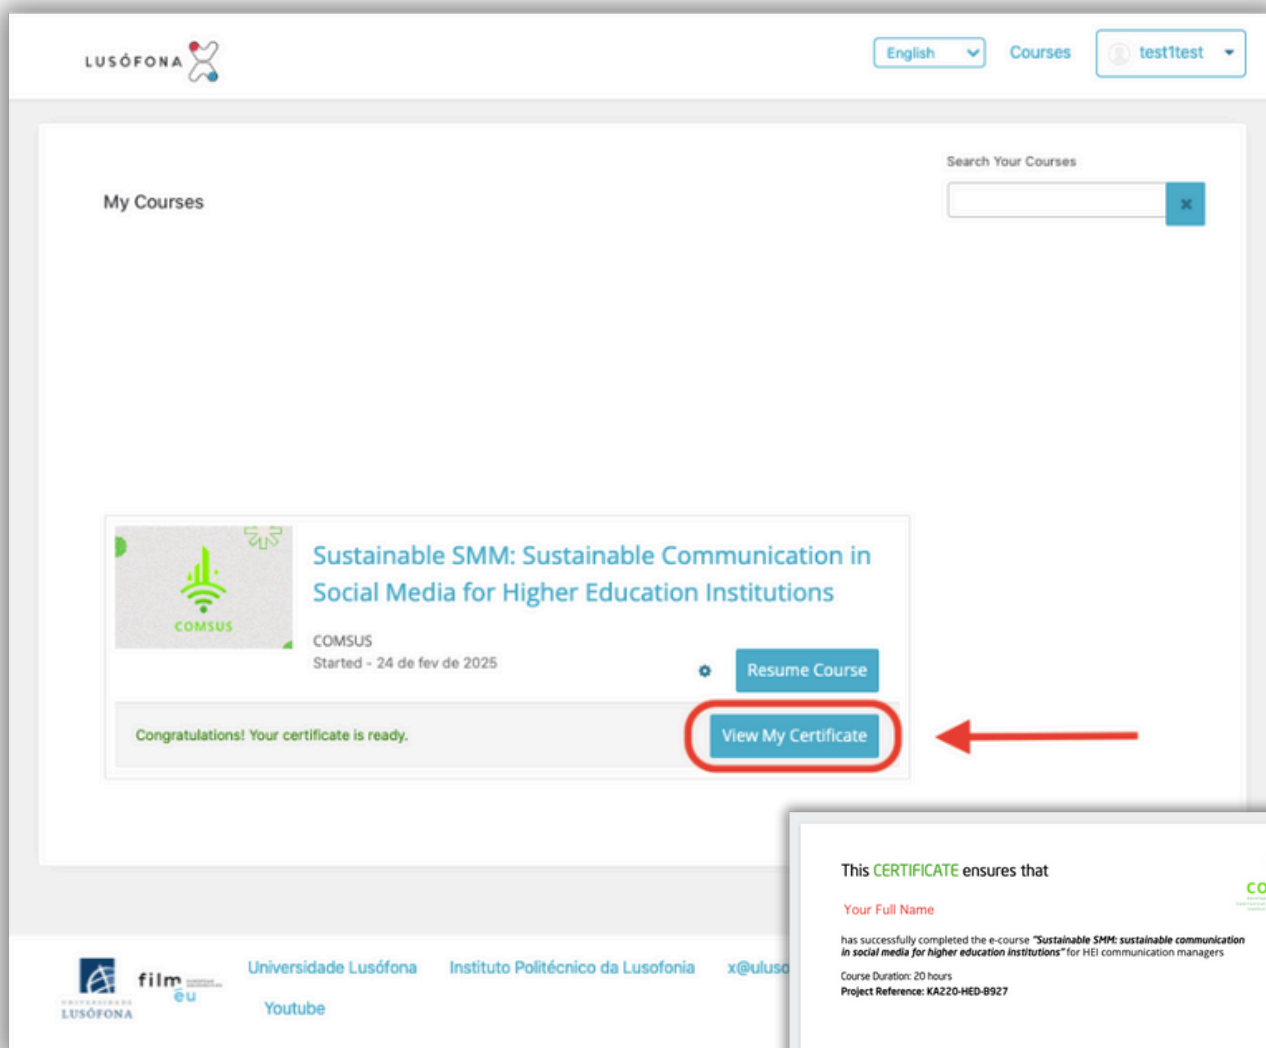 LUSÓFONA
English
Courses
test1test
Search Your Courses
My Courses
COMSUS
Sustainable SMM: Sustainable Communication in
Social Media for Higher Education Institutions
COMSUS
Started - 24 de fev de 2025
Resume Course
Congratulations! Your certificate is ready.
View My Certificate
This CERTIFICATE ensures that
CO
Your Full Name
has successfully completed the e-course "Sustainable SMM: sustainable communication
in social media for higher education institutions" for HEI communication managers
Course Duration: 20 hours
Project Reference: KA220-HED-B927
UNIVERSIDADE
LUSÓFONA
film
eu
Universidade Lusófona
Instituto Politécnico da Lusofonia
x@uluso
Youtube